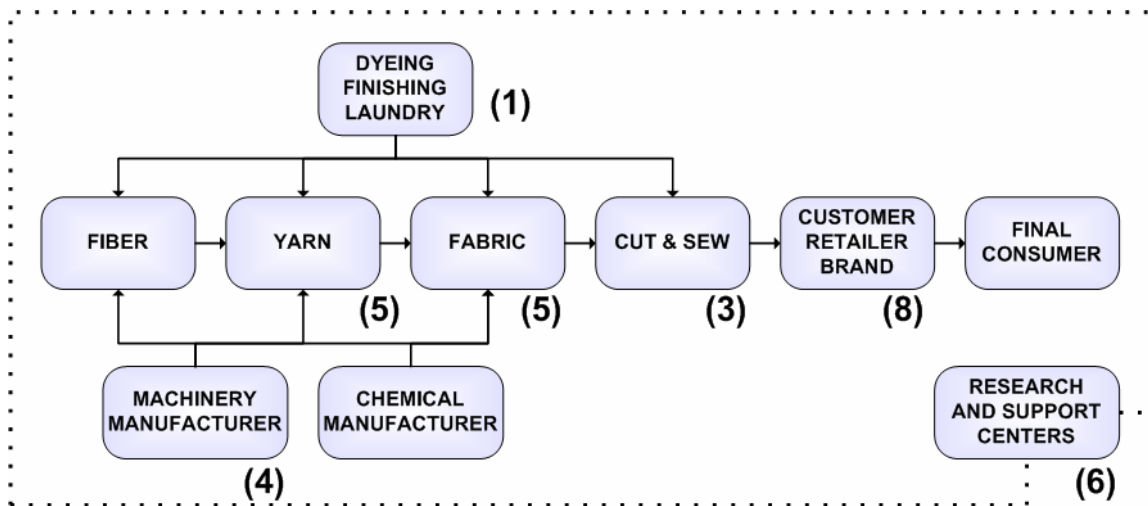 DYEING
FINISHING
LAUNDRY
(1)
FIBER
YARN
(5)
FABRIC
(5)
CUT & SEW
(3)
CUSTOMER
RETAILER
BRAND
(8)
FINAL
CONSUMER
MACHINERY
MANUFACTURER
(4)
CHEMICAL
MANUFACTURER
RESEARCH
AND SUPPORT
CENTERS
(6)